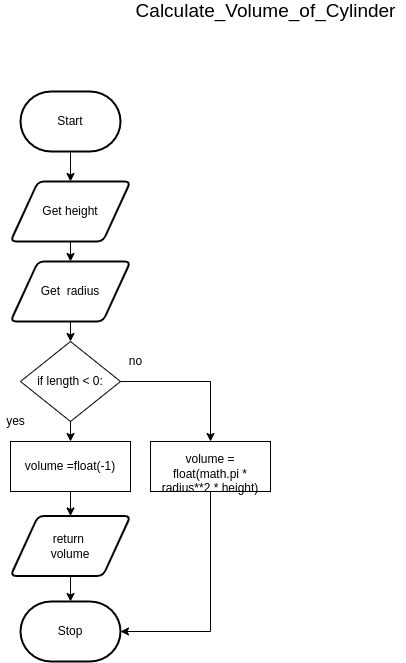 Calculate_Volume_of_Cylinder
Start
Get height
Get  radius
if length < 0:
no
yes
volume =float(-1)
volume =
float(math.pi *
radius**2 * height)
return
volume
Stop